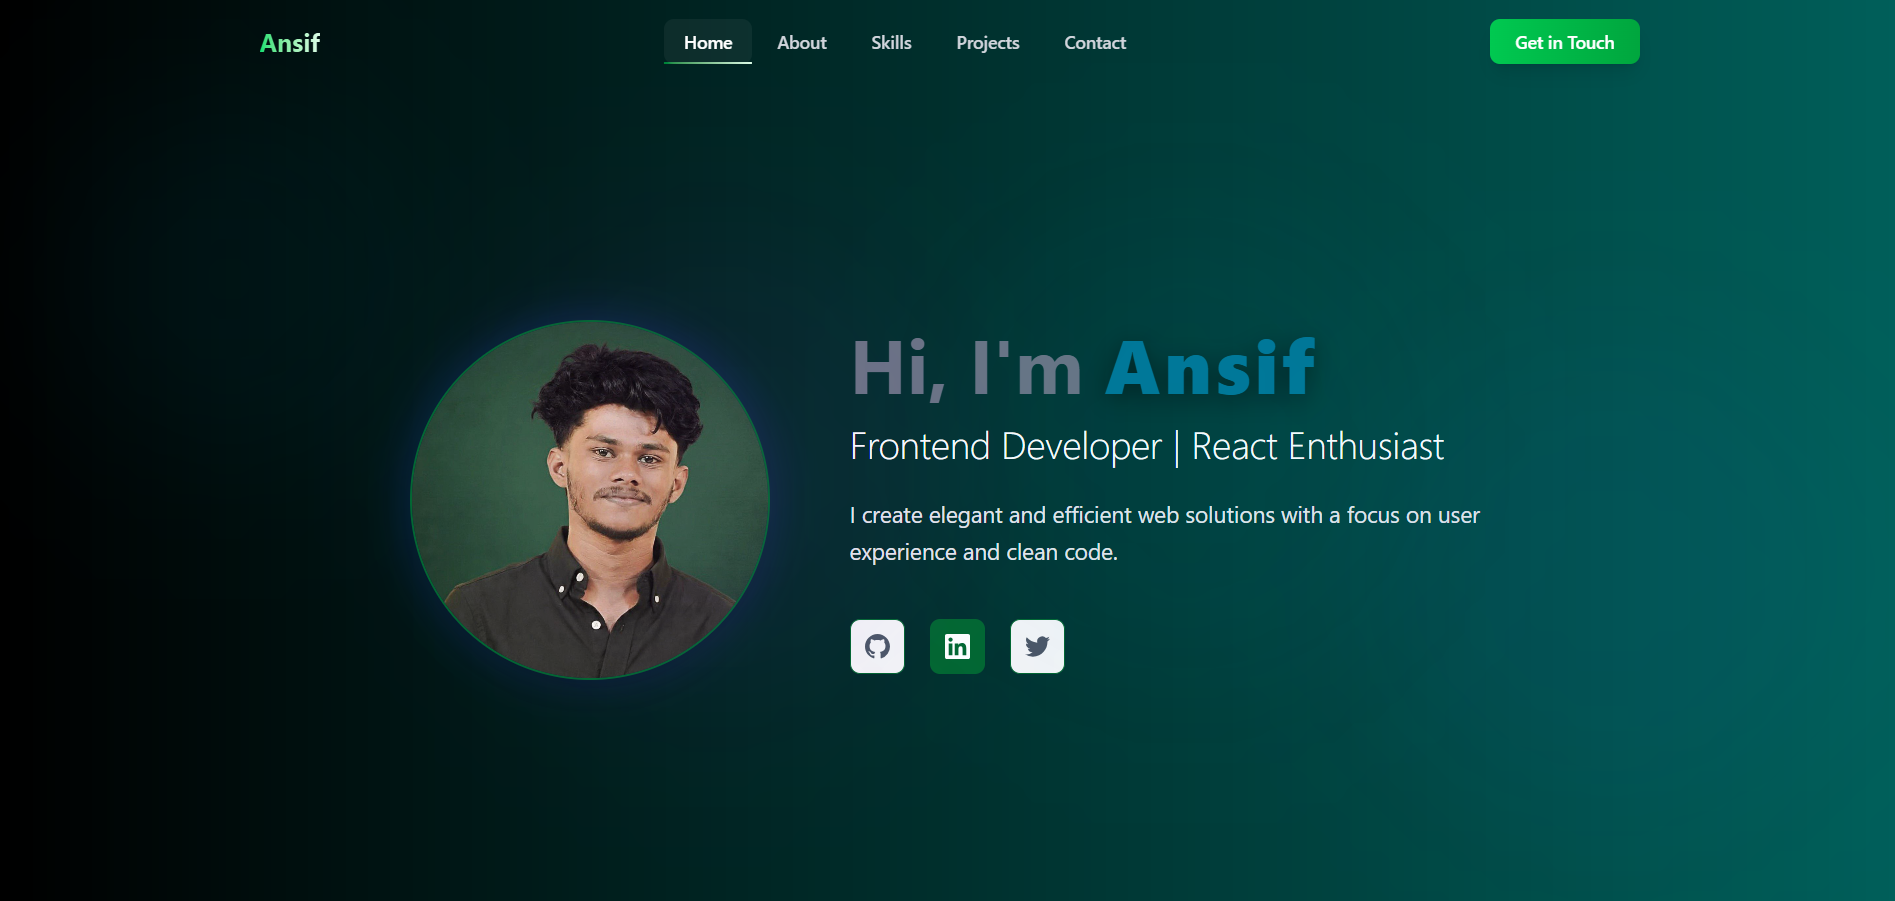 Ansif
Home
About
Skills
Projects
Contact
Get in Touch
Hi, I'm Ansif
Frontend Developer | React Enthusiast
I create elegant and efficient web solutions with a focus on user
experience and clean code.
in